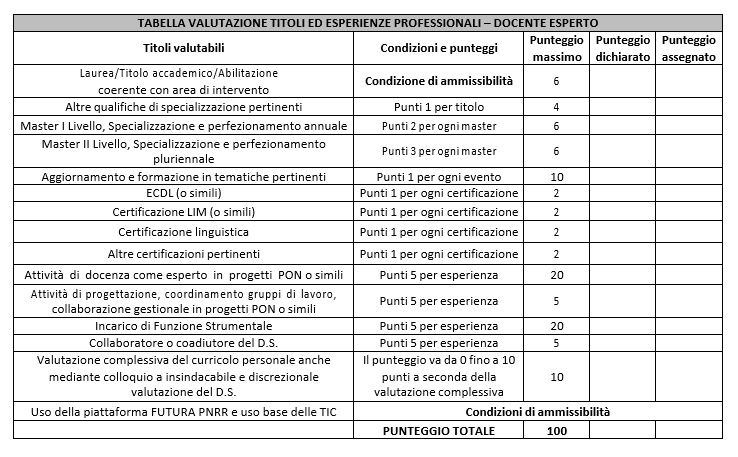 TABELLA VALUTAZIONE TITOLI ED ESPERIENZE PROFESSIONALI – DOCENTE ESPERTO
Titoli valutabili Condizioni e punteggi Punteggio massimo Punteggio dichiarato Punteggio assegnato
Laurea/Titolo accademico/Abilitazione
coerente con area di intervento Condizione di ammissibilità 6
Altre qualifiche di specializzazione pertinenti Punti 1 per titolo 4
Master I Livello, Specializzazione e perfezionamento annuale Punti 2 per ogni master 6
Master II Livello, Specializzazione e perfezionamento
pluriennale Punti 3 per ogni master 6
Aggiornamento e formazione in tematiche pertinenti Punti 1 per ogni evento 10
ECDL (o simili) Punti 1 per ogni certificazione 2
Certificazione LIM (o simili) Punti 1 per ogni certificazione 2
Certificazione linguistica Punti 1 per ogni certificazione 2
Altre certificazioni pertinenti Punti 1 per ogni certificazione 2
Attività di docenza come esperto in progetti PON o simili Punti 5 per esperienza 20
Attività di progettazione, coordinamento gruppi di lavoro,
collaborazione gestionale in progetti PON o simili Punti 5 per esperienza 5
Incarico di Funzione Strumentale Punti 5 per esperienza 20
Collaboratore o coadiutore del D.S. Punti 5 per esperienza 5
Valutazione complessiva del curricolo personale anche
mediante colloquio a insindacabile e discrezionale
valutazione del D.S. Il punteggio va da 0 fino a 10
punti a seconda della
valutazione complessiva 10
Uso della piattaforma FUTURA PNRR e uso base delle TIC Condizioni di ammissibilità
PUNTEGGIO TOTALE 100